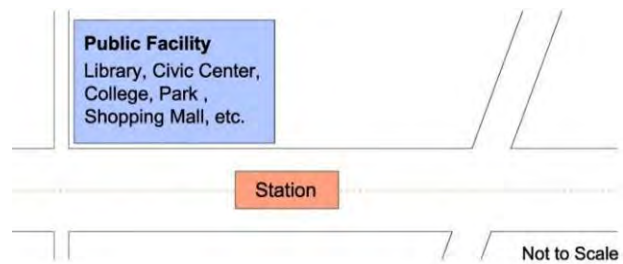 Public Facility
Library, Civic Center,
College, Park ,
Shopping Mall, etc.
Station
Not to Scale